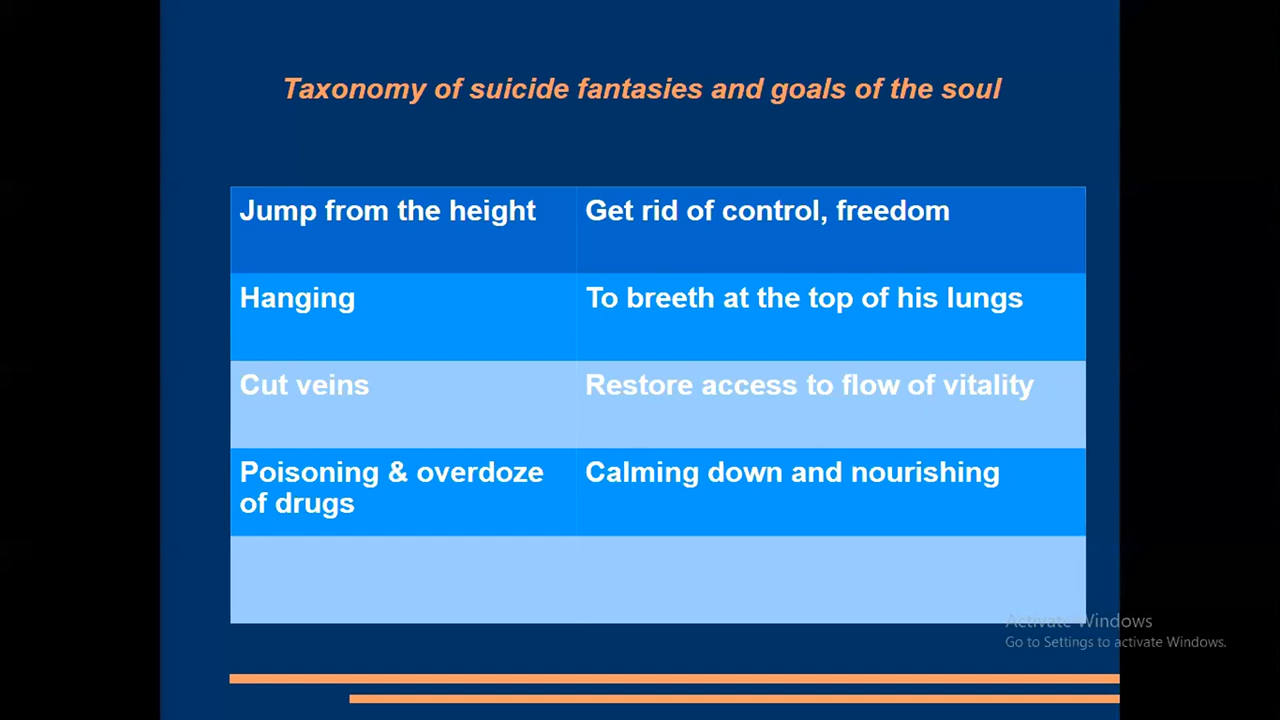 Taxonomy of suicide fantasies and goals of the soul
Jump from the height
Get rid of control, freedom
Hanging
To breeth at the top of his lungs
Cut veins
Restore access to flow of vitality
Poisoning & overdoze
of drugs
Calming down and nourishing
Activate Windows
Go to Settings to activate Windows.